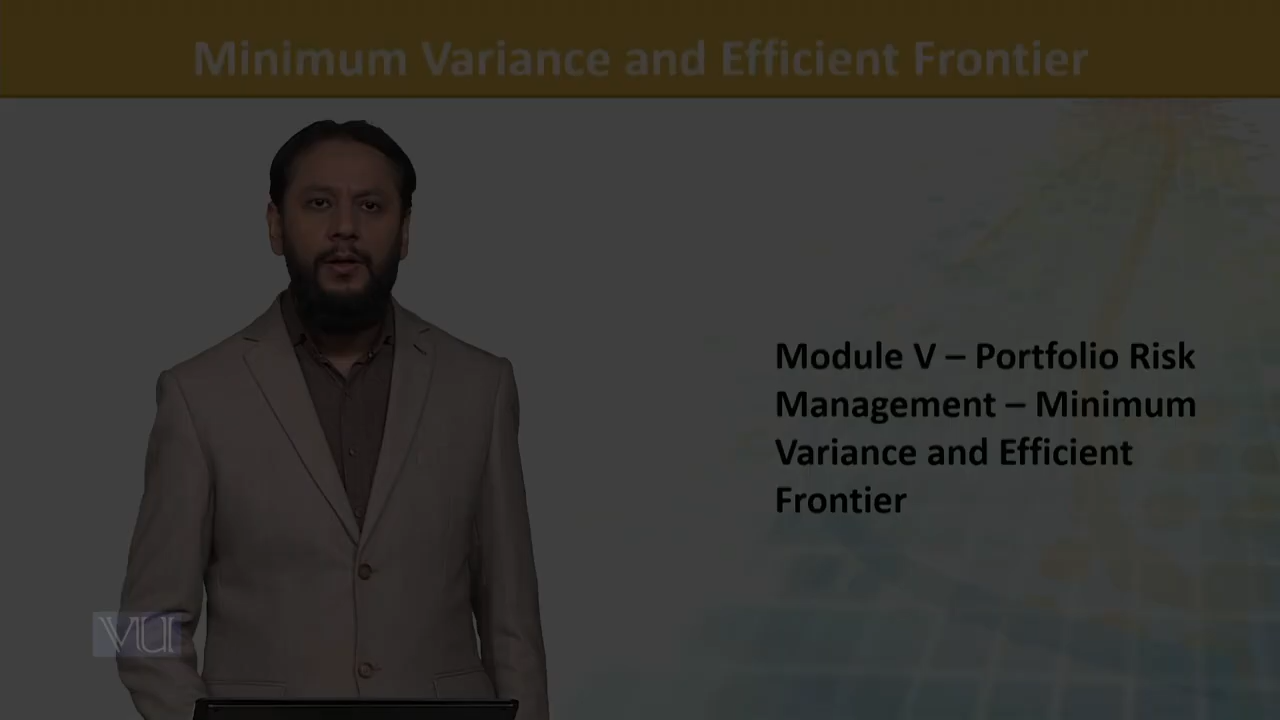 Minimum Variance and Efficient Frontier
Module V – Portfolio Risk
Management – Minimum
Variance and Efficient
Frontier
VU